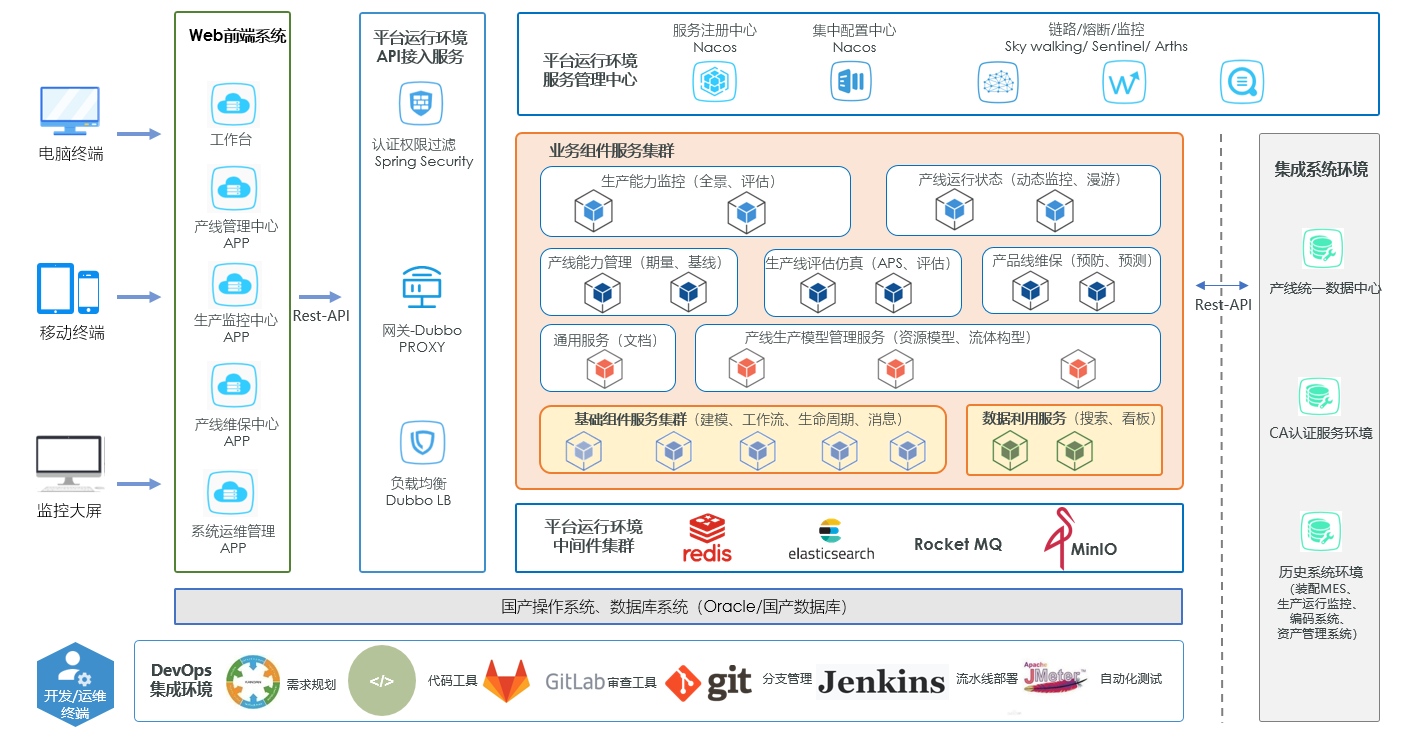 电脑终端
移动终端
监控大屏
Web前端系统
工作台
产线管理中心
APP
生产监控中心
APP
产线维保中心
APP
系统运维管理
APP
Rest-API
平台运行环境
API接入服务
认证权限过滤
Spring Security
网关-Dubbo
PROXY
负载均衡
Dubbo LB
平台运行环境
服务管理中心
服务注册中心
Nacos
集中配置中心
Nacos
链路/熔断/监控
Sky walking/ Sentinel/ Arths
业务组件服务集群
生产能力监控（全景、评估）
产线运行状态（动态监控、漫游）
产线能力管理（期量、基线）
生产线评估仿真（APS、评估）
产品线维保（预防、预测）
通用服务（文档）
产线生产模型管理服务（资源模型、流体构型）
基础组件服务集群（建模、工作流、生命周期、消息）
数据利用服务（搜索、看板）
平台运行环境
中间件集群
redis
elasticsearch
Rocket MQ
MinIO
Rest-API
集成系统环境
产线统一数据中心
CA认证服务环境
历史系统环境
（装配MES、
生产运行监控、
编码系统、
资产管理系统）
国产操作系统、数据库系统（Oracle/国产数据库）
开发/运维
终端
DevOps
集成环境
需求规划
</>
代码工具
GitLab 审查工具
git
分支管理
Jenkins
流水线部署
Apache
JMeter
自动化测试